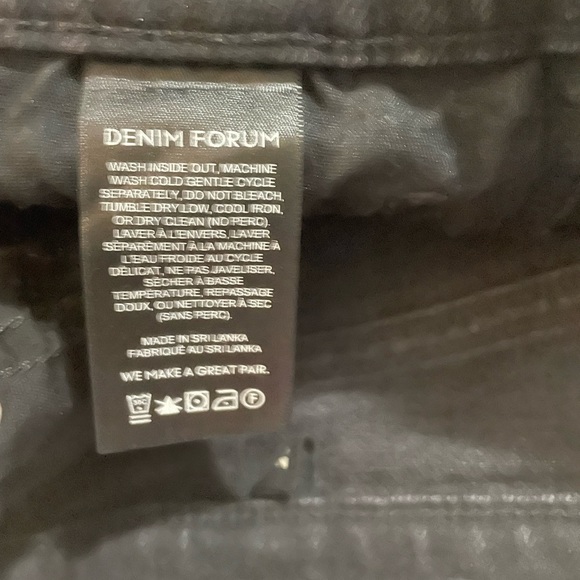 DENIM FORUM
WASH INSIDE OUT, MACHINE
WASH COLD GENTLE CYCLE
SEPARATELY, DO NOT BLEACH,
TUMBLE DRY LOW, COOL IRON,
OR DRY CLEAN (NO PERC).
LAVER À L'ENVERS, LAVER
SÉPARÉMENT À LA MACHINE À
L'EAU FROIDE AU CYCLE
DÉLICAT, NE PAS JAVELISER,
SÉCHER À BASSE
TEMPÉRATURE, REPASSAGE
DOUX, OU NETTOYER À SEC
(SANS PERC).
MADE IN SRI LANKA
FABRIQUÉ AU SRI LANKA
WE MAKE A GREAT PAIR.
F